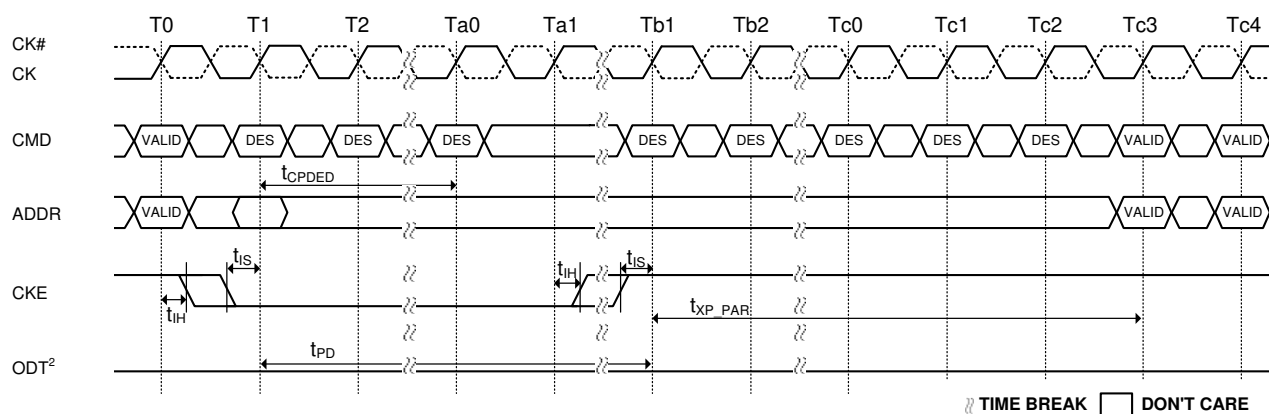 T0 T1 T2 Ta0 Ta1 Tb1 Tb2 Tc0 Tc1 Tc2 Tc3 Tc4
CK#
CK
CMD VALID DES DES DES DES DES DES DES DES VALID VALID
tCPDED
ADDR VALID VALID VALID
tIS tIH tIS
CKE
tIH tXP_PAR
tPD
ODT²
TIME BREAK DON'T CARE